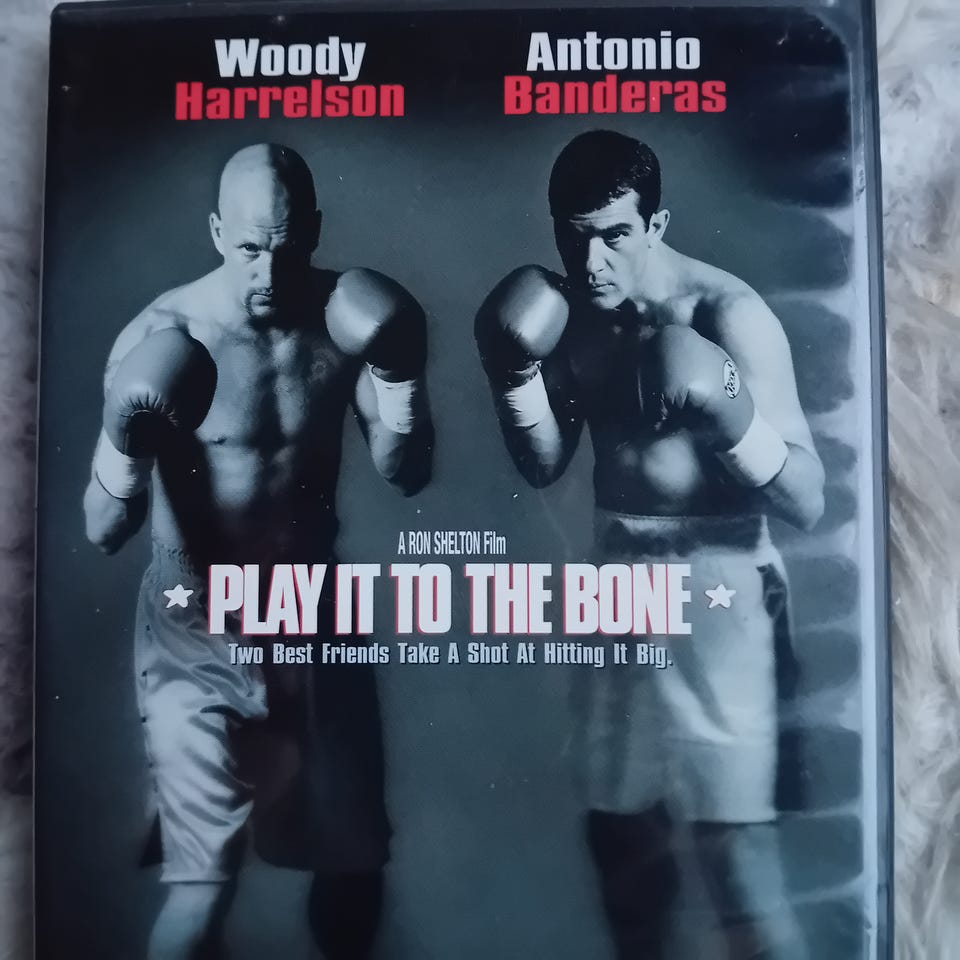 Woody
Harrelson
Antonio
Banderas
A RON SHELTON Film
PLAY IT TO THE BONE
Two Best Friends Take A Shot At Hitting It Big.